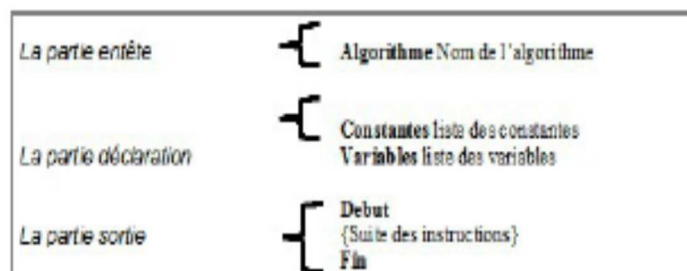 La partie entête
Algorithme Nom de l'algorithme
Constantes liste des constantes
La partie déclaration
Variables liste des variables
La partie sortie
Debut
{Suite des instructions}
Fin